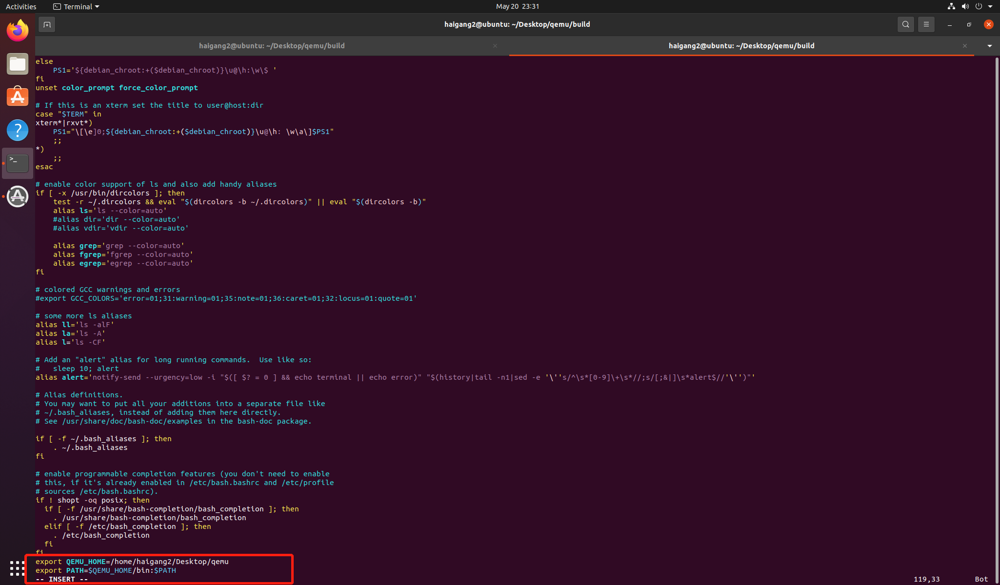 Activities
Terminal
May 20 23:31
haigang2@ubuntu: ~/Desktop/qemu/build
haigang2@ubuntu: ~/Desktop/qemu/build
haigang2@ubuntu: ~/Desktop/qemu/build
else
    PS1='${debian_chroot:+($debian_chroot)}\u@\h:\w\$ '
fi
unset color_prompt force_color_prompt
# If this is an xterm set the title to user@host:dir
case "$TERM" in
xterm*|rxvt*)
    PS1="\[\e]0;${debian_chroot:+($debian_chroot)}\u@\h: \w\a\]$PS1"
    ;;
*)
    ;;
esac
# enable color support of ls and also add handy aliases
if [ -x /usr/bin/dircolors ]; then
    test -r ~/.dircolors && eval "$(dircolors -b ~/.dircolors)" || eval "$(dircolors -b)"
    alias ls='ls --color=auto'
    #alias dir='dir --color=auto'
    #alias vdir='vdir --color=auto'
    alias grep='grep --color=auto'
    alias fgrep='fgrep --color=auto'
    alias egrep='egrep --color=auto'
fi
# colored GCC warnings and errors
#export GCC_COLORS='error=01;31:warning=01;35:note=01;36:caret=01;32:locus=01:quote=01'
# some more ls aliases
alias ll='ls -alF'
alias la='ls -A'
alias l='ls -CF'
# Add an "alert" alias for long running commands.  Use like so:
#   sleep 10; alert
alias alert='notify-send --urgency=low -i "$([ $? = 0 ] && echo terminal || echo error)" "$(history|tail -n1|sed -e '\''s/^\s*[0-9]\+\s*//;s/[;&|]\s*alert$//'\'')"'
# Alias definitions.
# You may want to put all your additions into a separate file like
# ~/.bash_aliases, instead of adding them here directly.
# See /usr/share/doc/bash-doc/examples in the bash-doc package.
if [ -f ~/.bash_aliases ]; then
    . ~/.bash_aliases
fi
# enable programmable completion features (you don't need to enable
# this, if it's already enabled in /etc/bash.bashrc and /etc/profile
# sources /etc/bash.bashrc).
if ! shopt -oq posix; then
  if [ -f /usr/share/bash-completion/bash_completion ]; then
    . /usr/share/bash-completion/bash_completion
  elif [ -f /etc/bash_completion ]; then
    . /etc/bash_completion
  fi
fi
export QEMU_HOME=/home/haigang2/Desktop/qemu
export PATH=$QEMU_HOME/bin:$PATH
-- INSERT --
119,33
Bot